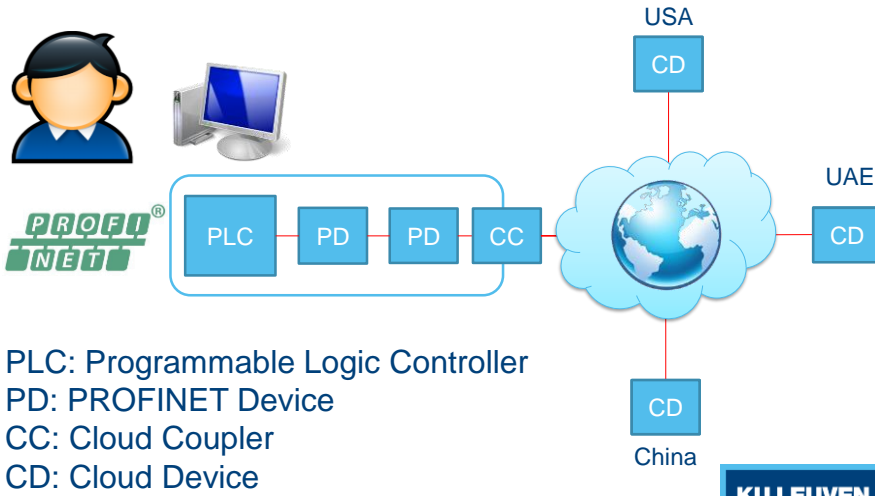 USA
CD
UAE
PROFI
NET®
PLC PD PD CC CD
CD
China
PLC: Programmable Logic Controller
PD: PROFINET Device
CC: Cloud Coupler
CD: Cloud Device